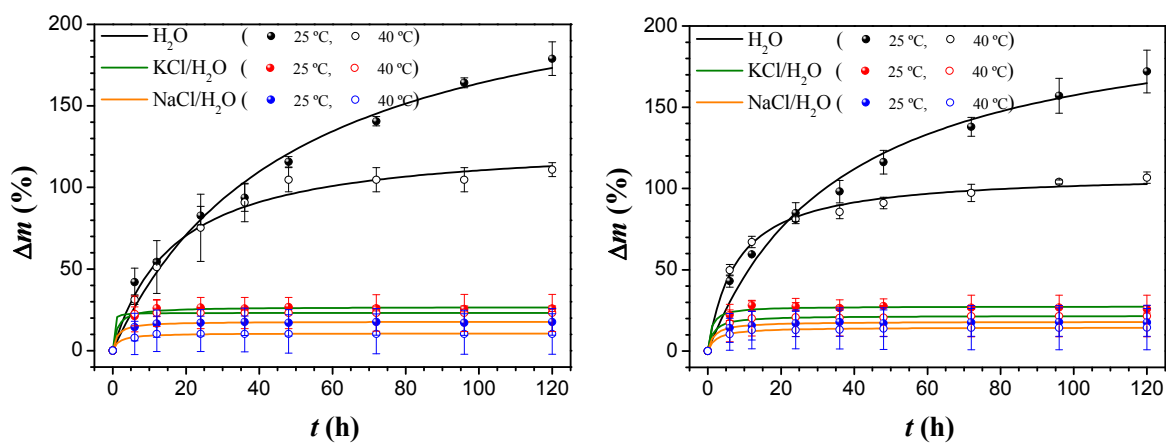 200
150
100
50
0
Δm (%)
H₂O ( 25 ºC, 40 ºC)
KCl/H₂O ( 25 ºC, 40 ºC)
NaCl/H₂O ( 25 ºC, 40 ºC)
0 20 40 60 80 100 120
t (h)
200
150
100
50
0
Δm (%)
H₂O ( 25 ºC, 40 ºC)
KCl/H₂O ( 25 ºC, 40 ºC)
NaCl/H₂O ( 25 ºC, 40 ºC)
0 20 40 60 80 100 120
t (h)